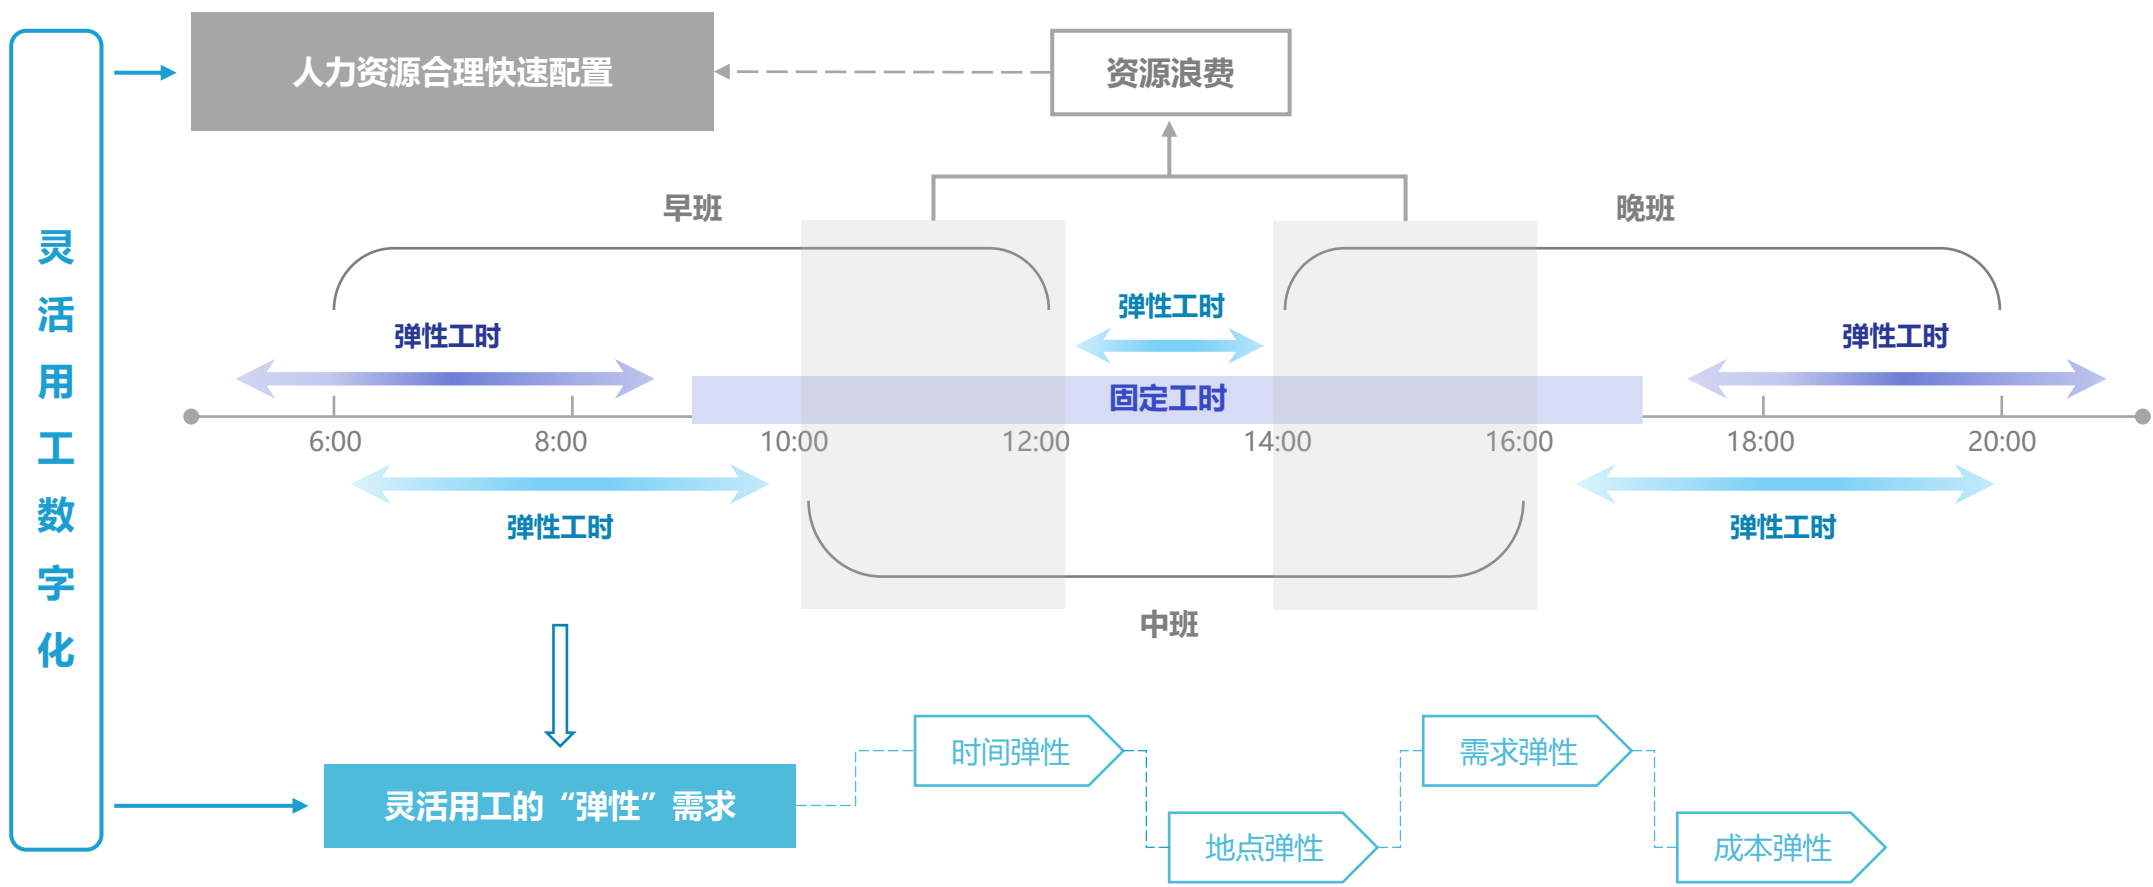 灵活用工数字化
人力资源合理快速配置
资源浪费
早班
晚班
弹性工时
弹性工时
弹性工时
固定工时
6:00
8:00
10:00
12:00
14:00
16:00
18:00
20:00
弹性工时
弹性工时
中班
灵活用工的“弹性”需求
时间弹性
地点弹性
需求弹性
成本弹性